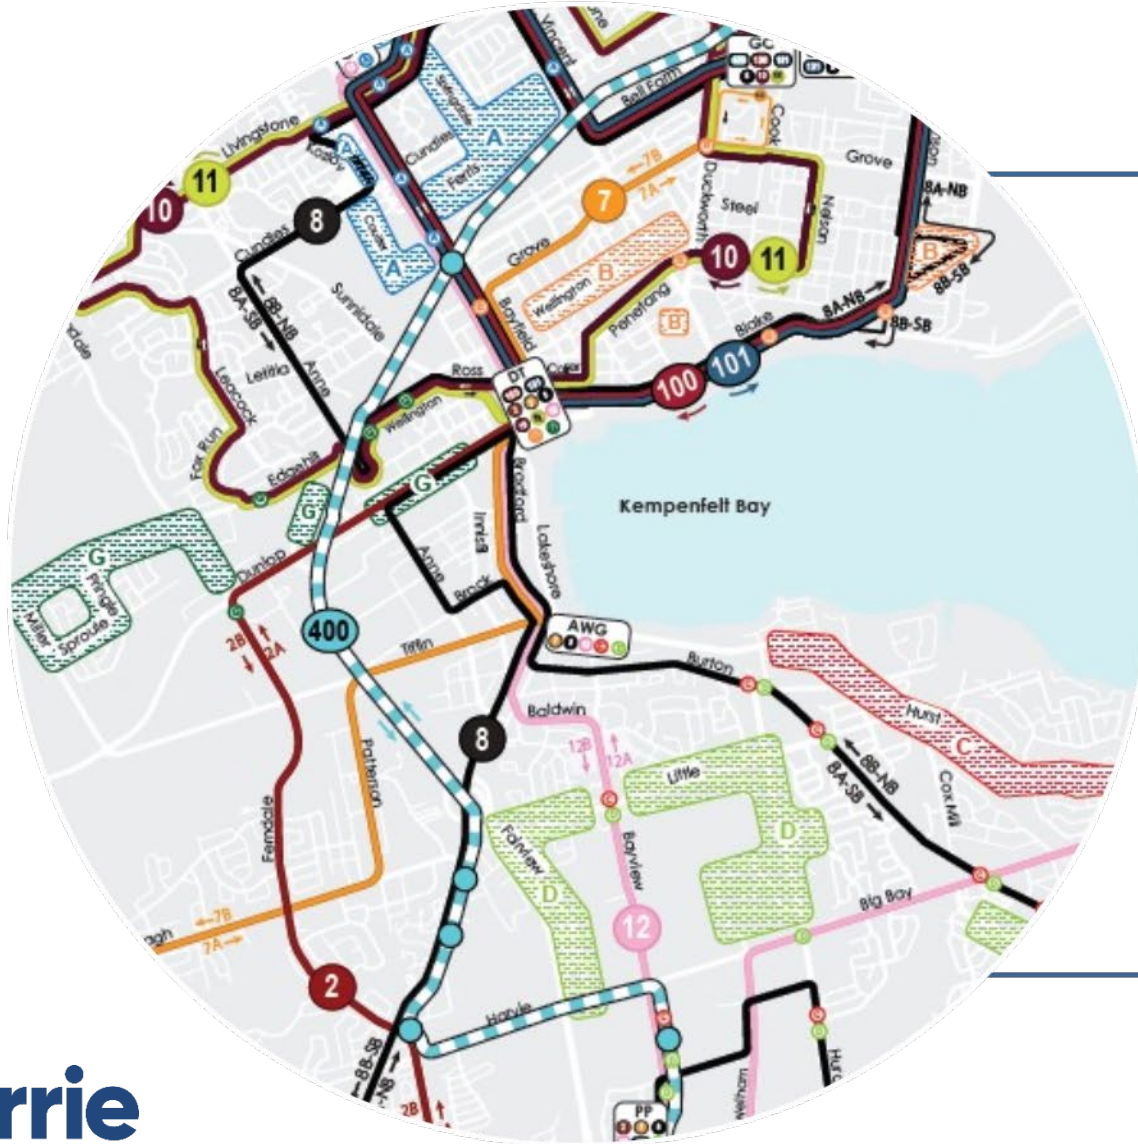 Vincent
GC
Bell Farm
Springdale
A
Cundles
Ferris
Livingstone
Kozlov
A
11
10
Cook
Grove
8A-NB
7B
7A
7
Duckworth
Steel
Nelson
8
Cundles
Coulter
A
B
8B-SB
Grove
B
Wellington
10
11
Sunnidale
8B-NB
8A-SB
Penetang
B
Bayfield
Blake
8A-NB
8B-SB
101
100
DT
Ross
Letitia
Anne
Leacock
Wellington
Fox Run
Edgehill
G
G
Bradford
Innisfil
Lakeshore
Kempenfelt Bay
G
Dunlop
Pringle
Miller
Sproule
Anne
Brock
400
2B
2A
Tiffin
AWG
Burton
Baldwin
8
Hurst
C
12B
12A
Patterson
Little
8B-NB
8A-SB
Cox Mill
Ferndale
Fairview
D
D
Bayview
Big Bay
12
7B
7A
2
Harvie
8B-SB
2B
PP
rrie